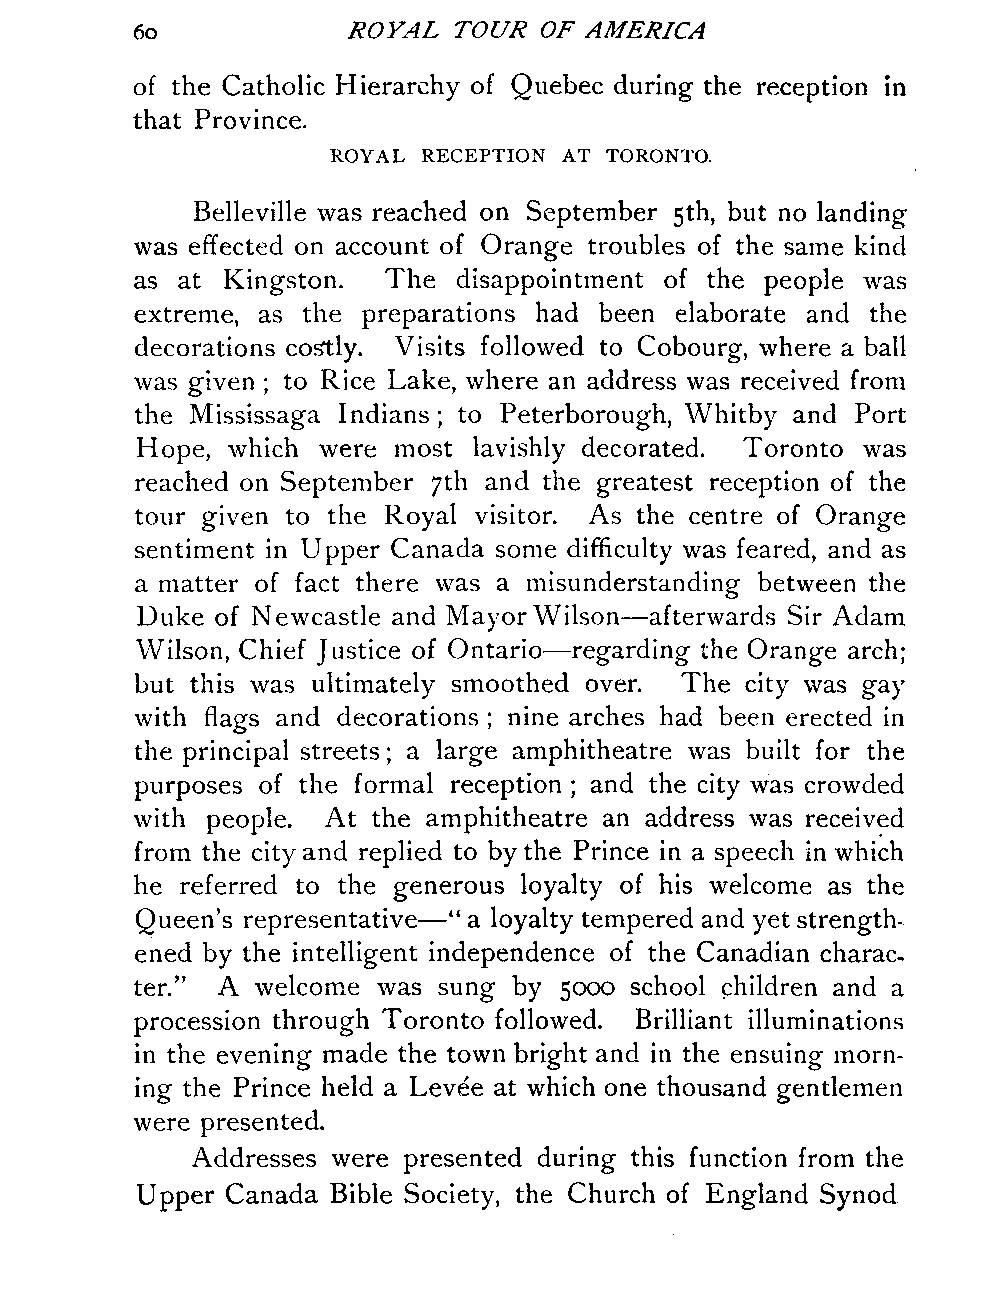 60 ROYAL TOUR OF AMERICA
of the Catholic Hierarchy of Quebec during the reception in
that Province.
ROYAL RECEPTION AT TORONTO.
Belleville was reached on September 5th, but no landing
was effected on account of Orange troubles of the same kind
as at Kingston. The disappointment of the people was
extreme, as the preparations had been elaborate and the
decorations costly. Visits followed to Cobourg, where a ball
was given ; to Rice Lake, where an address was received from
the Mississaga Indians ; to Peterborough, Whitby and Port
Hope, which were most lavishly decorated. Toronto was
reached on September 7th and the greatest reception of the
tour given to the Royal visitor. As the centre of Orange
sentiment in Upper Canada some difficulty was feared, and as
a matter of fact there was a misunderstanding between the
Duke of Newcastle and Mayor Wilson—afterwards Sir Adam
Wilson, Chief Justice of Ontario—regarding the Orange arch;
but this was ultimately smoothed over. The city was gay
with flags and decorations ; nine arches had been erected in
the principal streets ; a large amphitheatre was built for the
purposes of the formal reception ; and the city was crowded
with people. At the amphitheatre an address was received
from the city and replied to by the Prince in a speech in which
he referred to the generous loyalty of his welcome as the
Queen's representative—“ a loyalty tempered and yet strength-
ened by the intelligent independence of the Canadian charac-
ter.” A welcome was sung by 5000 school children and a
procession through Toronto followed. Brilliant illuminations
in the evening made the town bright and in the ensuing morn-
ing the Prince held a Levée at which one thousand gentlemen
were presented.
Addresses were presented during this function from the
Upper Canada Bible Society, the Church of England Synod